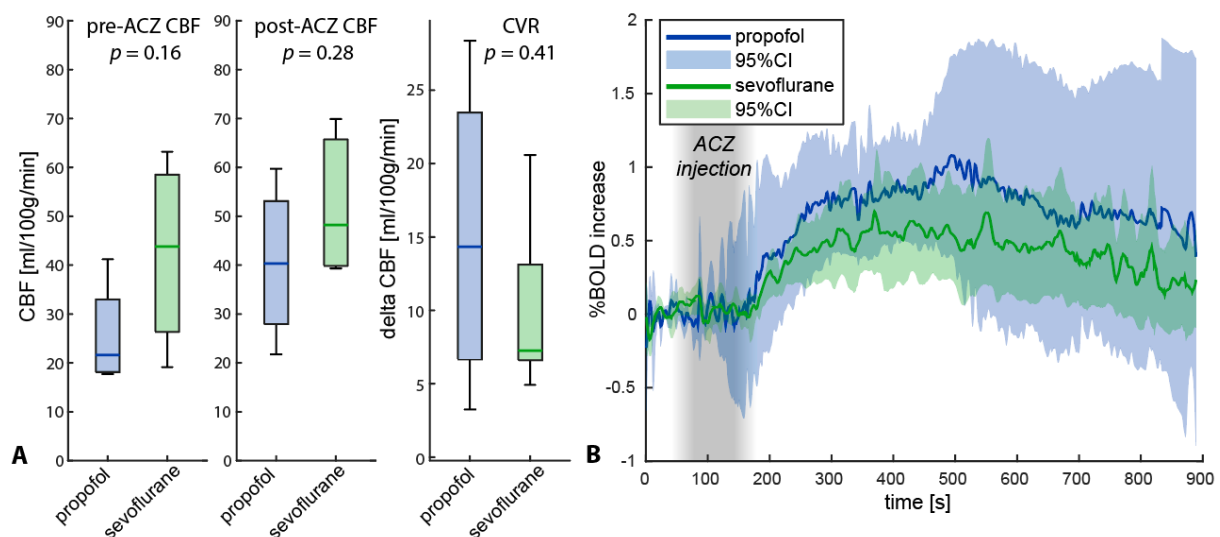 pre-ACZ CBF
p = 0.16
CBF [ml/100g/min]
90
80
70
60
50
40
30
20
10
0
propofol
sevoflurane
post-ACZ CBF
p = 0.28
90
80
70
60
50
40
30
20
10
0
propofol
sevoflurane
CVR
p = 0.41
delta CBF [ml/100g/min]
25
20
15
10
5
0
propofol
sevoflurane
A
propofol
95%CI
sevoflurane
95%CI
ACZ
injection
%BOLD increase
2
1.5
1
0.5
0
-0.5
-1
0
100
200
300
400
500
600
700
800
900
time [s]
B